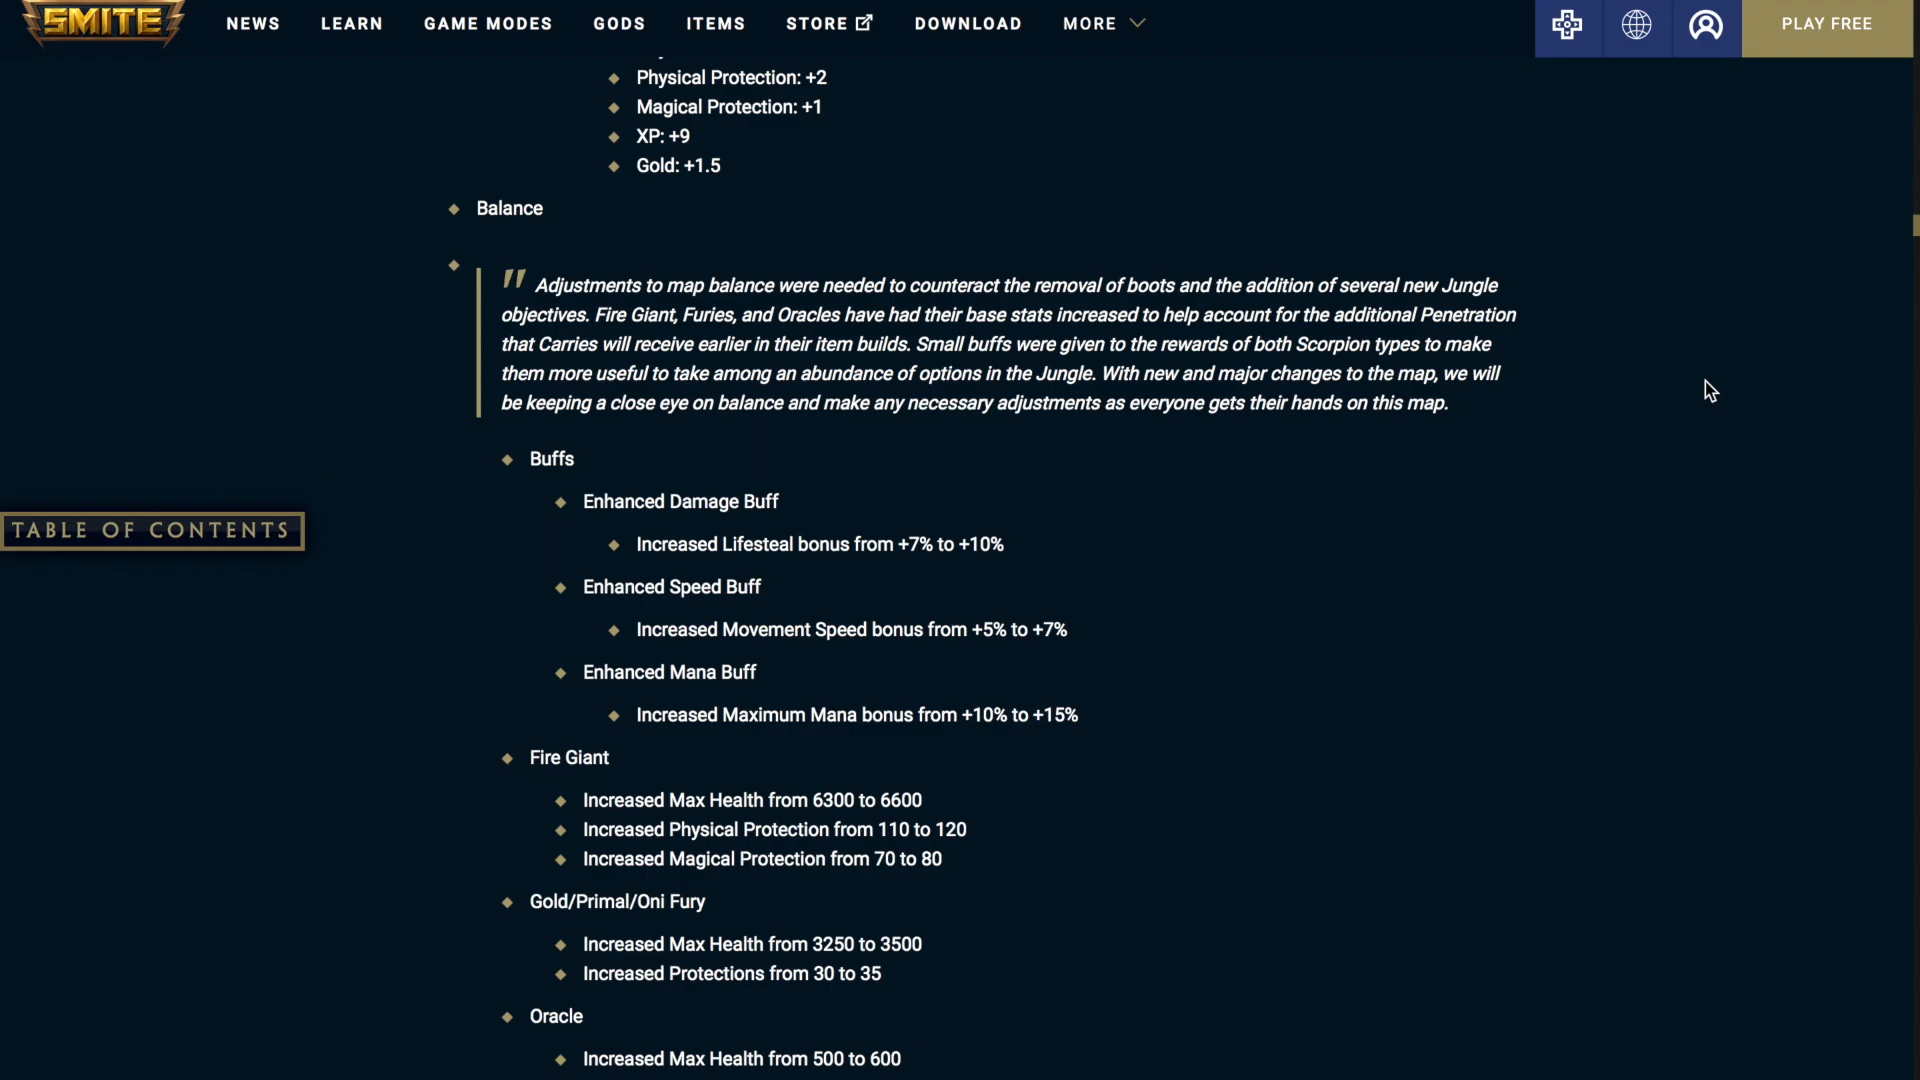 SMITE
NEWS LEARN GAME MODES GODS ITEMS STORE DOWNLOAD MORE PLAY FREE
Physical Protection: +2
Magical Protection: +1
XP: +9
Gold: +1.5
Balance
" Adjustments to map balance were needed to counteract the removal of boots and the addition of several new Jungle
objectives. Fire Giant, Furies, and Oracles have had their base stats increased to help account for the additional Penetration
that Carries will receive earlier in their item builds. Small buffs were given to the rewards of both Scorpion types to make
them more useful to take among an abundance of options in the Jungle. With new and major changes to the map, we will
be keeping a close eye on balance and make any necessary adjustments as everyone gets their hands on this map.
Buffs
Enhanced Damage Buff
TABLE OF CONTENTS
Increased Lifesteal bonus from +7% to +10%
Enhanced Speed Buff
Increased Movement Speed bonus from +5% to +7%
Enhanced Mana Buff
Increased Maximum Mana bonus from +10% to +15%
Fire Giant
Increased Max Health from 6300 to 6600
Increased Physical Protection from 110 to 120
Increased Magical Protection from 70 to 80
Gold/Primal/Oni Fury
Increased Max Health from 3250 to 3500
Increased Protections from 30 to 35
Oracle
Increased Max Health from 500 to 600